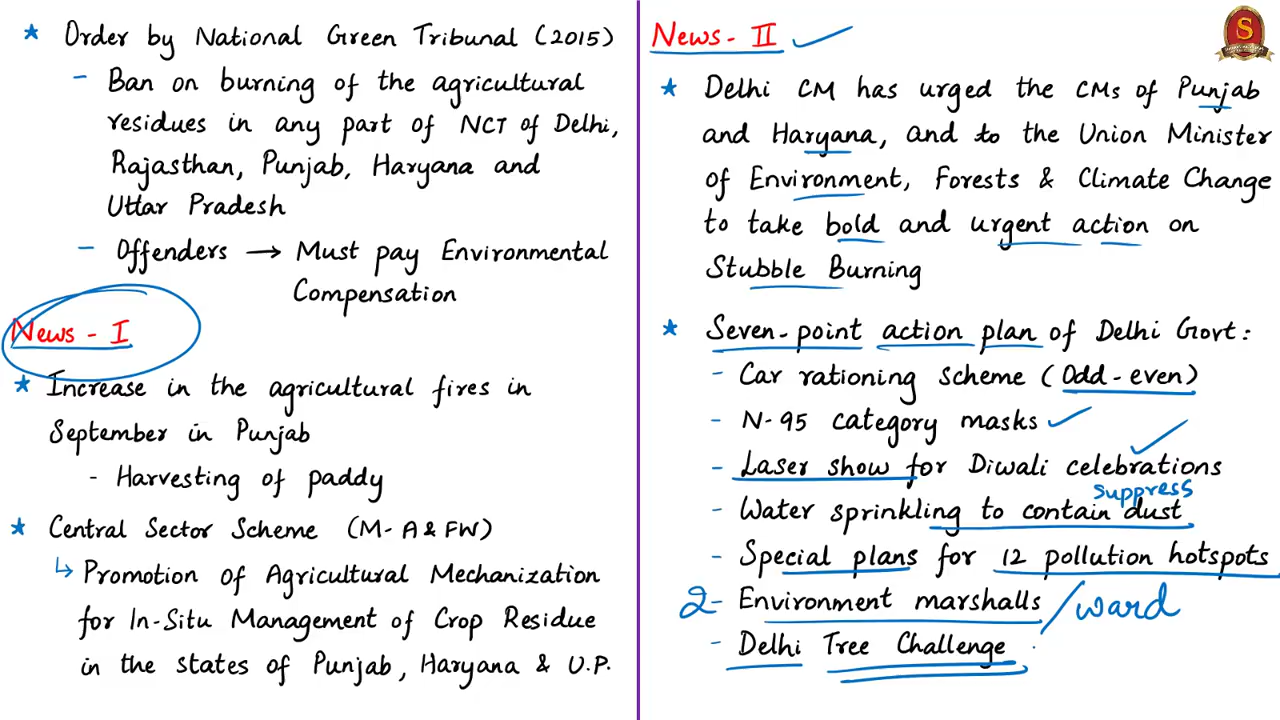 * Order by National Green Tribunal (2015)
- Ban on burning of the agricultural
residues in any part of NCT of Delhi,
Rajasthan, Punjab, Haryana and
Uttar Pradesh
- Offenders → Must pay Environmental
Compensation
News - I
* Increase in the agricultural fires in
September in Punjab
- Harvesting of paddy
* Central Sector Scheme (M- A & FW)
↳ Promotion of Agricultural Mechanization
for In-Situ Management of Crop Residue
in the states of Punjab, Haryana & U.P.
News - II ✓
* Delhi CM has urged the CMs of Punjab
and Haryana, and to the Union Minister
of Environment, Forests & Climate Change
to take bold and urgent action on
Stubble Burning
* Seven-point action plan of Delhi Govt:
- Car rationing scheme (Odd-even)
- N-95 category masks ✓
- Laser show for Diwali celebrations ✓
suppress
- Water sprinkling to contain dust
- Special plans for 12 pollution hotspots
2 - Environment marshalls /ward
- Delhi Tree Challenge
S